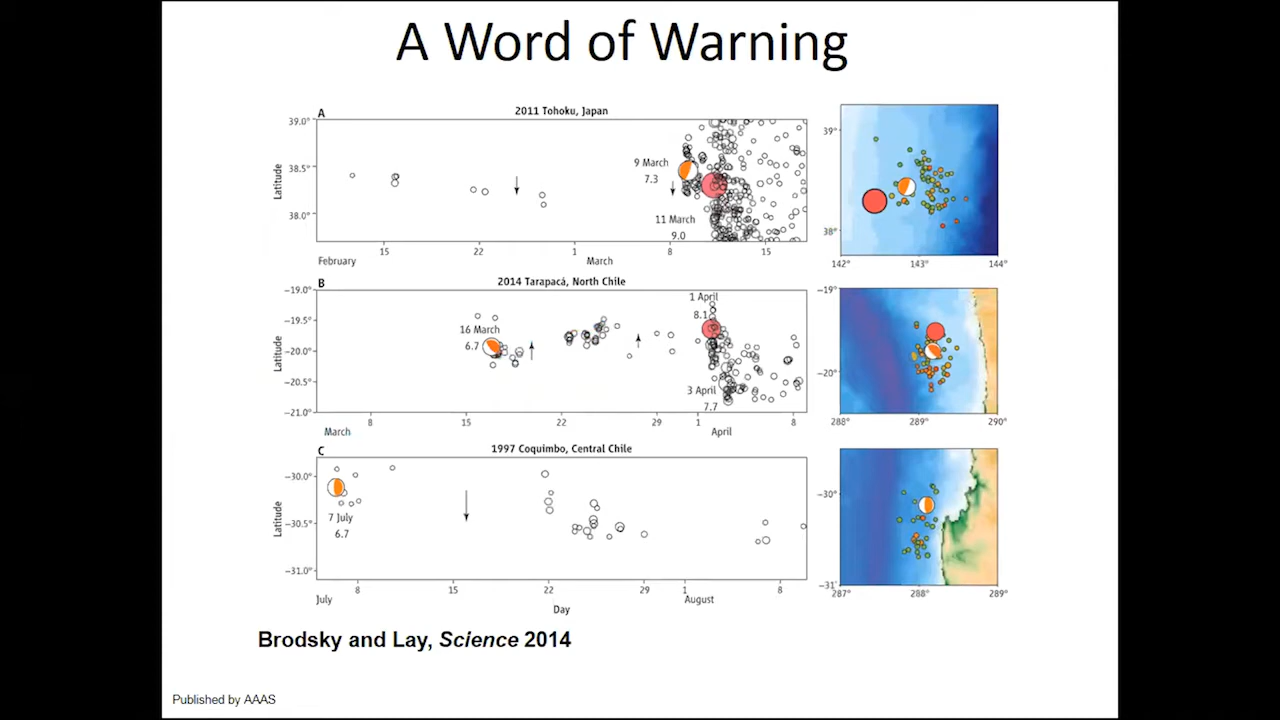 A Word of Warning
A
2011 Tohoku, Japan
39.0°
38.5°
38.0°
Latitude
9 March
7.3
11 March
9.0
15
22
1
8
15
February
March
39°
38°
142°
143°
144°
B
2014 Tarapacá, North Chile
−19.0°
−19.5°
−20.0°
−20.5°
−21.0°
Latitude
16 March
6.7
1 April
8.1
3 April
7.7
8
15
22
29
1
8
March
April
−19°
−20°
288°
289°
290°
C
1997 Coquimbo, Central Chile
−30.0°
−30.5°
−31.0°
Latitude
7 July
6.7
8
15
22
29
1
8
July
August
Day
−30°
−31°
287°
288°
289°
Brodsky and Lay, Science 2014
Published by AAAS